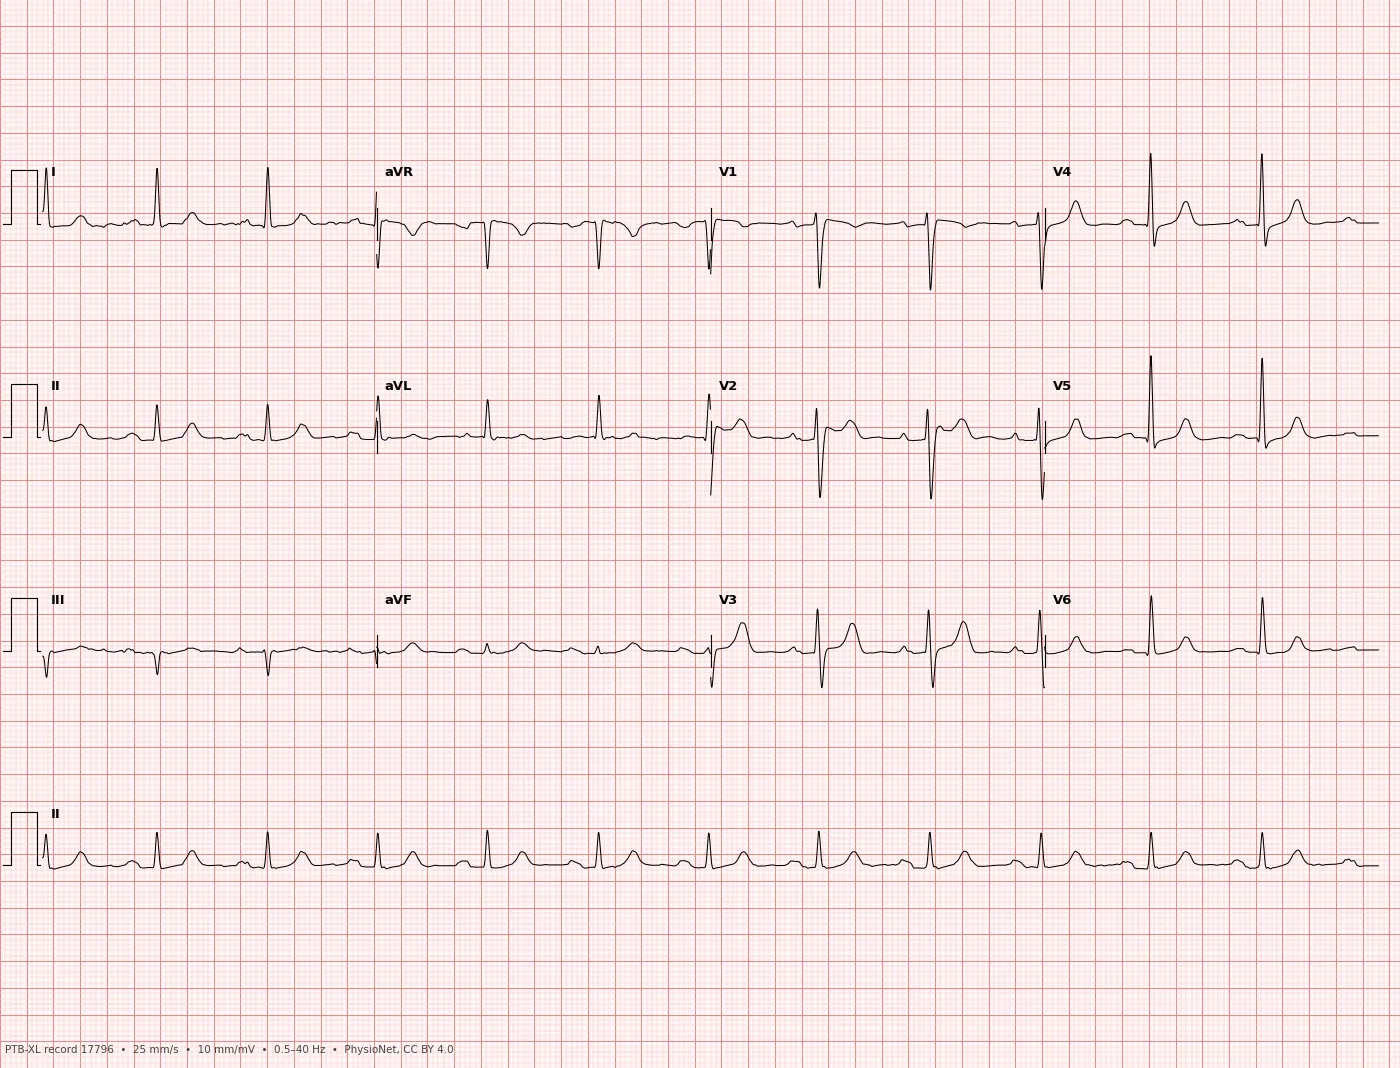 I aVR V1 V4
II aVL V2 V5
III aVF V3 V6
II
PTB-XL record 17796 • 25 mm/s • 10 mm/mV • 0.5–40 Hz • PhysioNet, CC BY 4.0